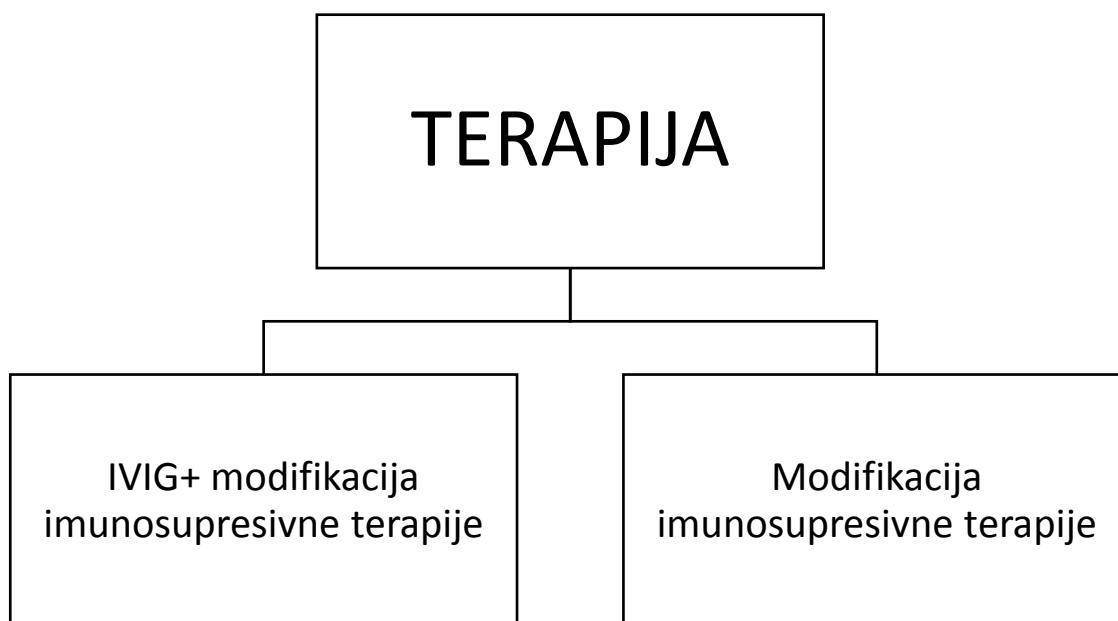 TERAPIJA
IVIG+ modifikacija
imunosupresivne terapije
Modifikacija
imunosupresivne terapije